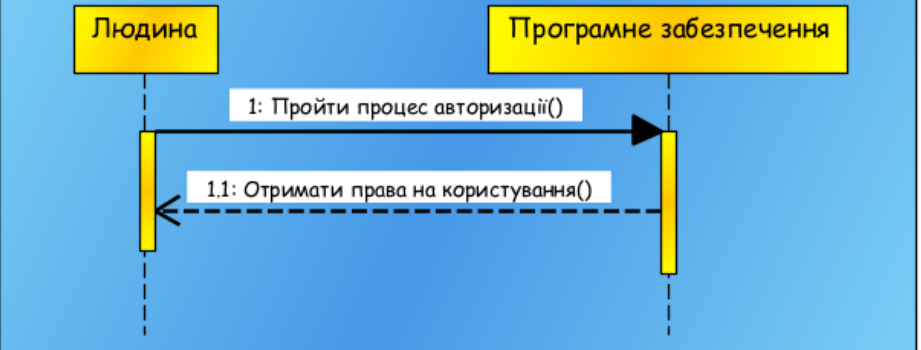 Людина
Програмне забезпечення
1: Пройти процес авторизації()
1.1: Отримати права на користування()